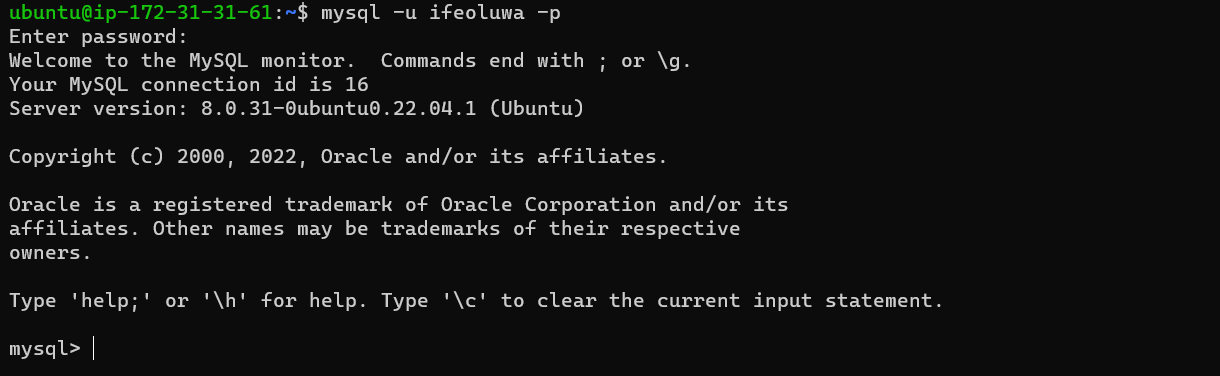 ubuntu@ip-172-31-31-61:~$ mysql -u ifeoluwa -p
Enter password:
Welcome to the MySQL monitor.  Commands end with ; or \g.
Your MySQL connection id is 16
Server version: 8.0.31-0ubuntu0.22.04.1 (Ubuntu)

Copyright (c) 2000, 2022, Oracle and/or its affiliates.

Oracle is a registered trademark of Oracle Corporation and/or its
affiliates. Other names may be trademarks of their respective
owners.

Type 'help;' or '\h' for help. Type '\c' to clear the current input statement.

mysql>